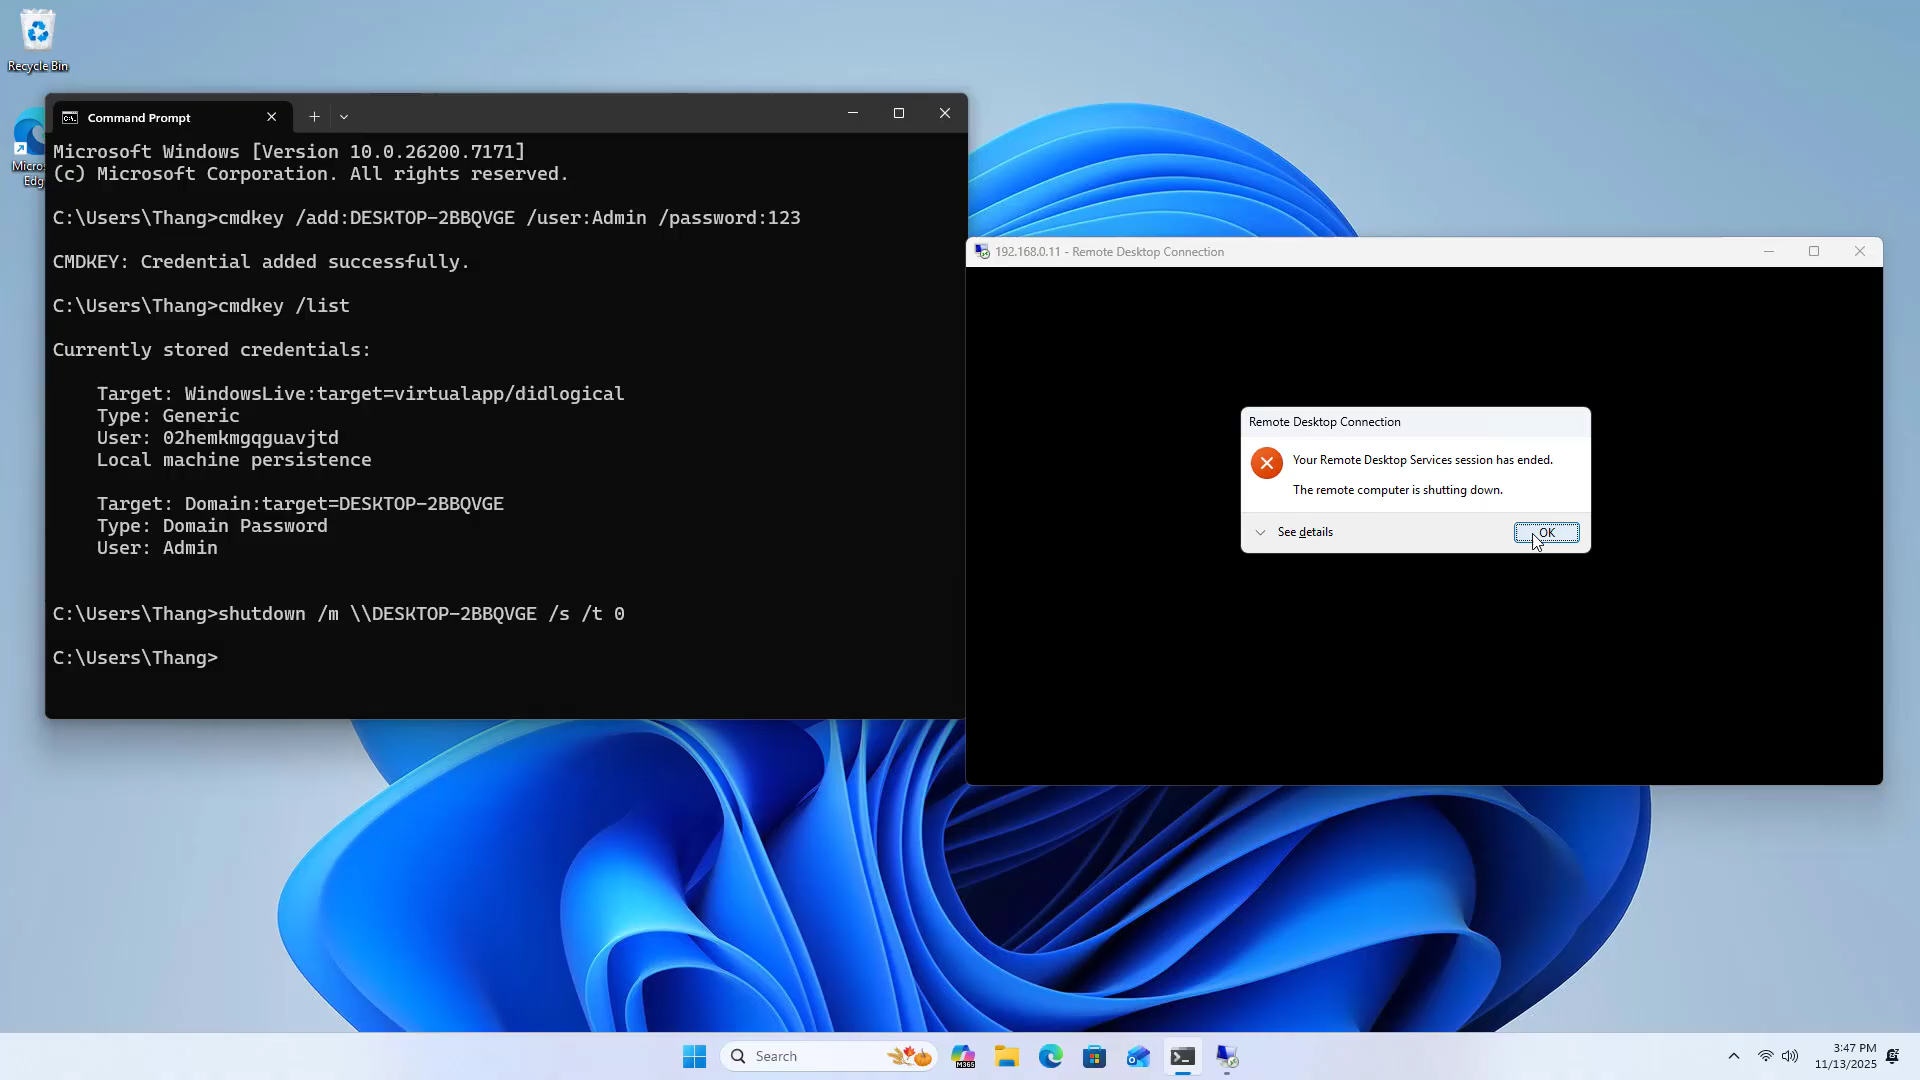 Recycle Bin
Micro
Edg
Command Prompt
Microsoft Windows [Version 10.0.26200.7171]
(c) Microsoft Corporation. All rights reserved.
C:\Users\Thang>cmdkey /add:DESKTOP-2BBQVGE /user:Admin /password:123
CMDKEY: Credential added successfully.
C:\Users\Thang>cmdkey /list
Currently stored credentials:
Target: WindowsLive:target=virtualapp/didlogical
Type: Generic
User: 02hemkmgqguavjtd
Local machine persistence
Target: Domain:target=DESKTOP-2BBQVGE
Type: Domain Password
User: Admin
C:\Users\Thang>shutdown /m \\DESKTOP-2BBQVGE /s /t 0
C:\Users\Thang>
192.168.0.11 - Remote Desktop Connection
Remote Desktop Connection
Your Remote Desktop Services session has ended.
The remote computer is shutting down.
See details
OK
Search
M365
3:47 PM
11/13/2025